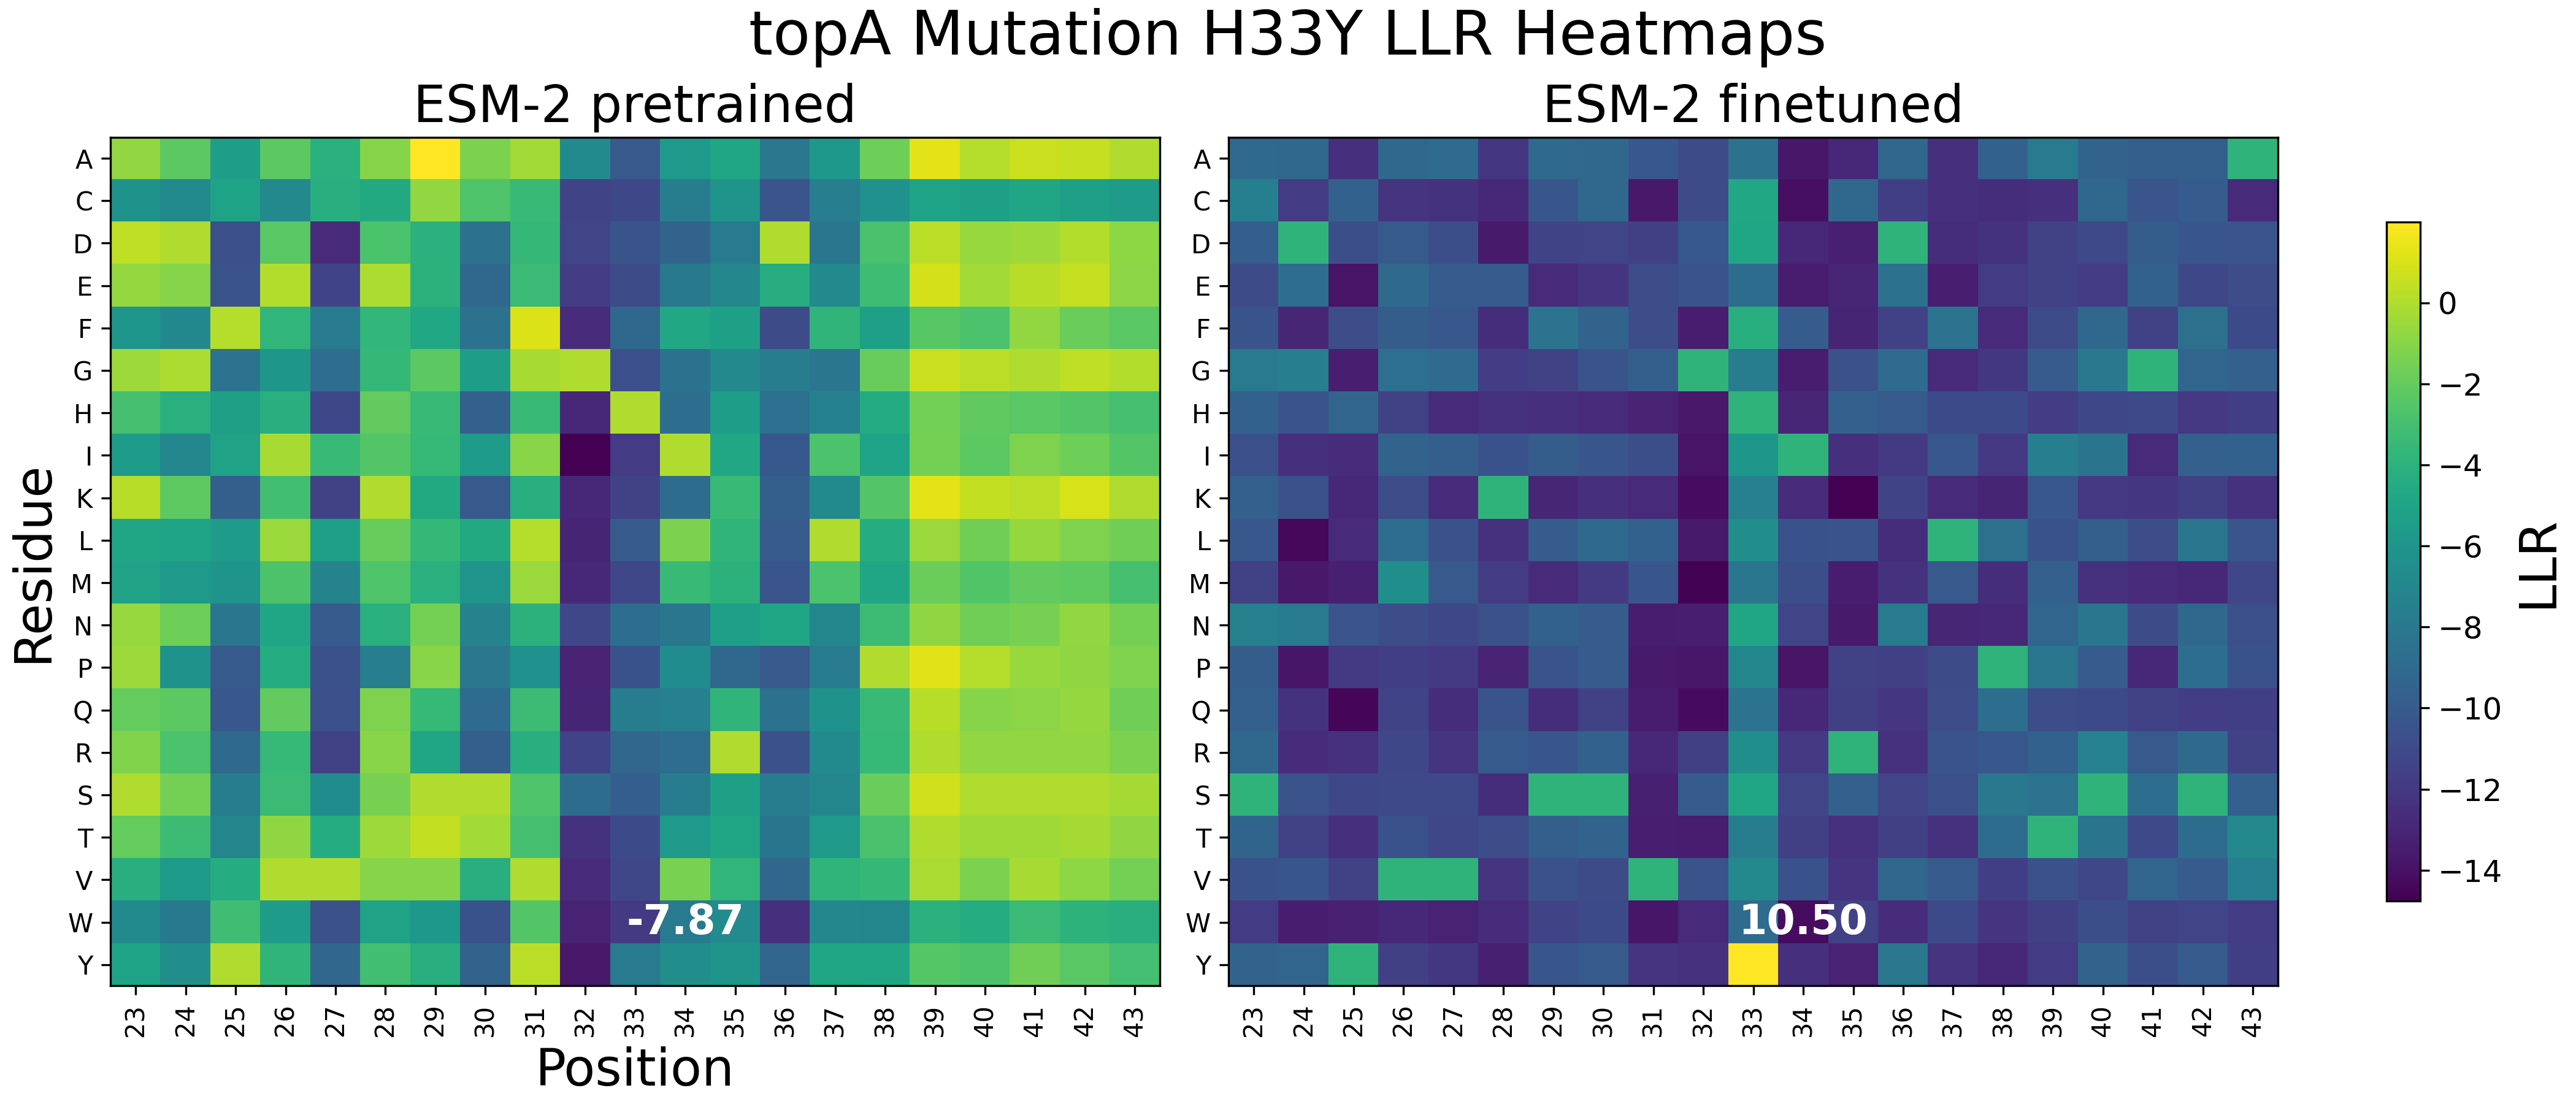 topA Mutation H33Y LLR Heatmaps
ESM-2 pretrained
ESM-2 finetuned
Residue
A
C
D
E
F
G
H
I
K
L
M
N
P
Q
R
S
T
V
W
Y
-7.87
23 24 25 26 27 28 29 30 31 32 33 34 35 36 37 38 39 40 41 42 43
Position
A
C
D
E
F
G
H
I
K
L
M
N
P
Q
R
S
T
V
W
Y
10.50
23 24 25 26 27 28 29 30 31 32 33 34 35 36 37 38 39 40 41 42 43
0
−2
−4
−6
−8
−10
−12
−14
LLR